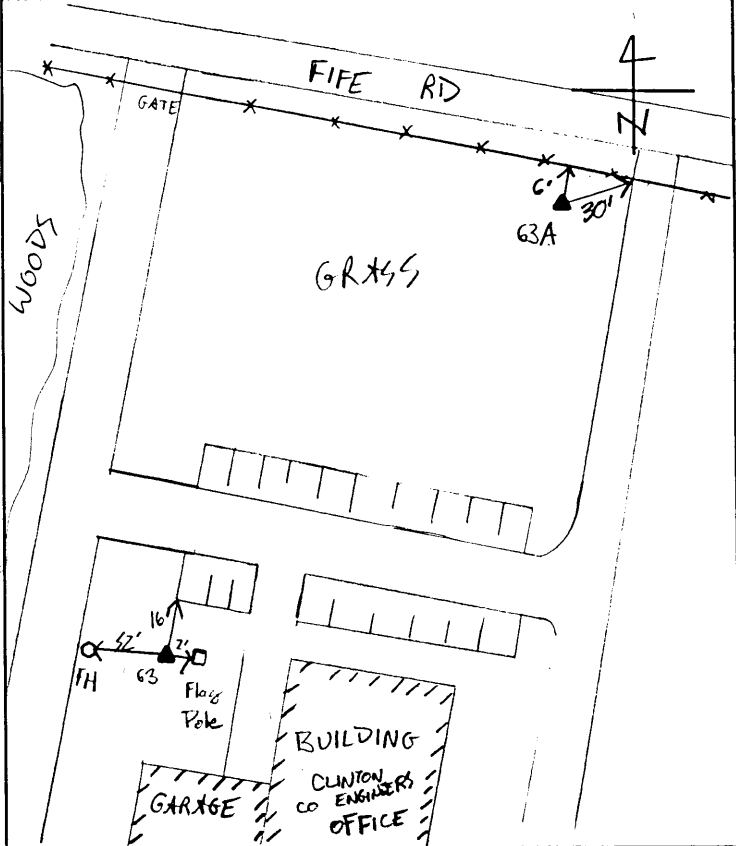 FIFE RD
GATE
N
6'
30'
63A
WOODS
GRASS
16'
52'
2'
FH
63
Flag
Pole
BUILDING
CLINTON
CO ENGINEERS
OFFICE
GARAGE